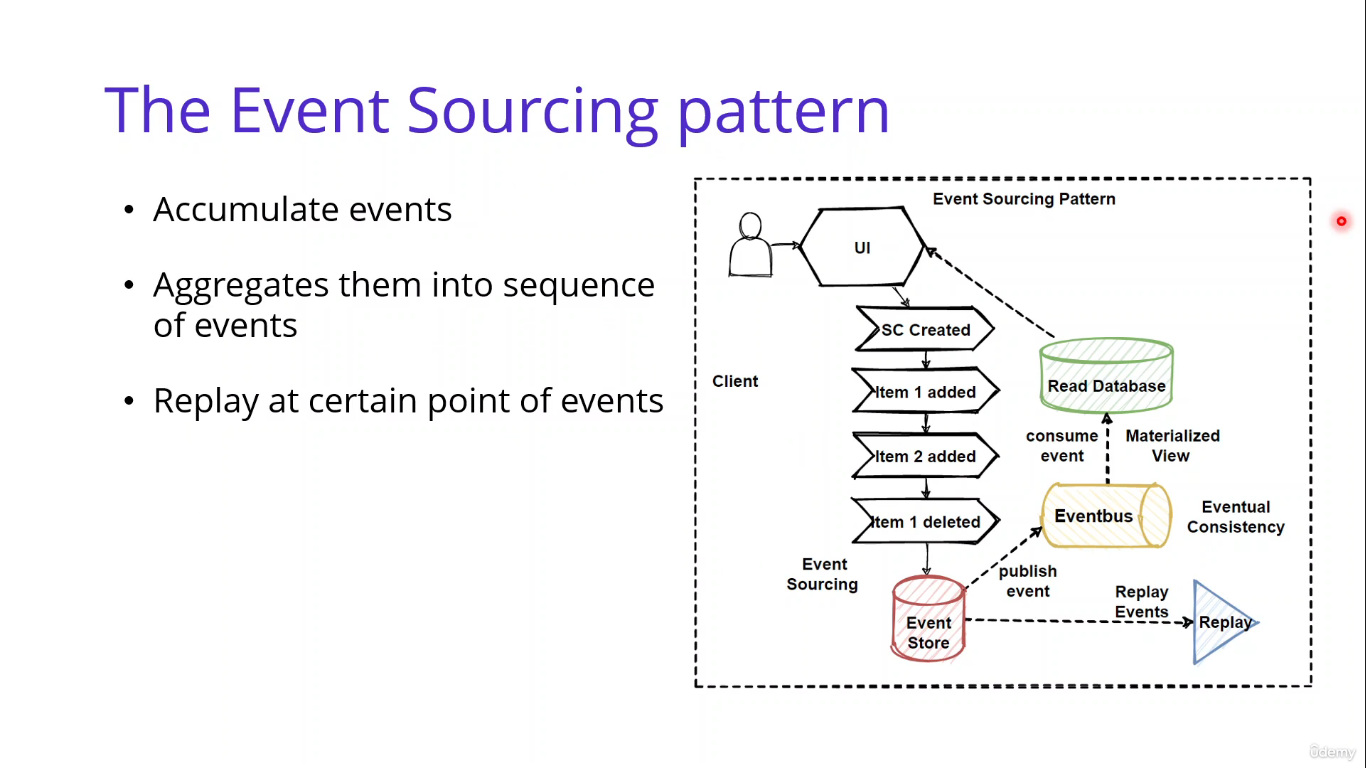 The Event Sourcing pattern
• Accumulate events
• Aggregates them into sequence
of events
• Replay at certain point of events
Event Sourcing Pattern
UI
SC Created
Item 1 added
Client
Read Database
Item 2 added
consume
event
Materialized
View
Item 1 deleted
Eventbus
Eventual
Consistency
Event
Sourcing
publish
event
Replay
Events
Event
Store
Replay
ûdemy